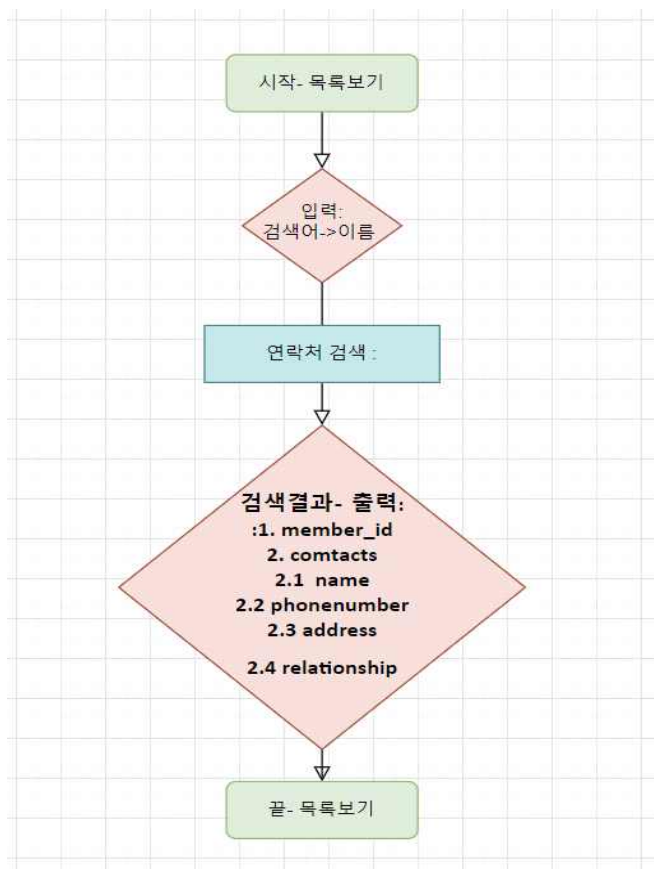 시작- 목록보기
입력:
검색어->이름
연락처 검색 :
검색결과- 출력:
:1. member_id
2. comtacts
2.1 name
2.2 phonenumber
2.3 address
2.4 relationship
끝- 목록보기